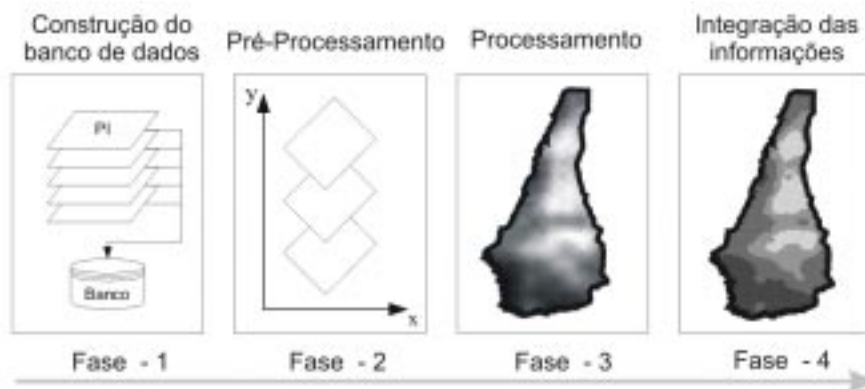 Construção do
banco de dados
Pré-Processamento
Processamento
Integração das
informações
PI
Banco
y
x
Fase - 1
Fase - 2
Fase - 3
Fase - 4